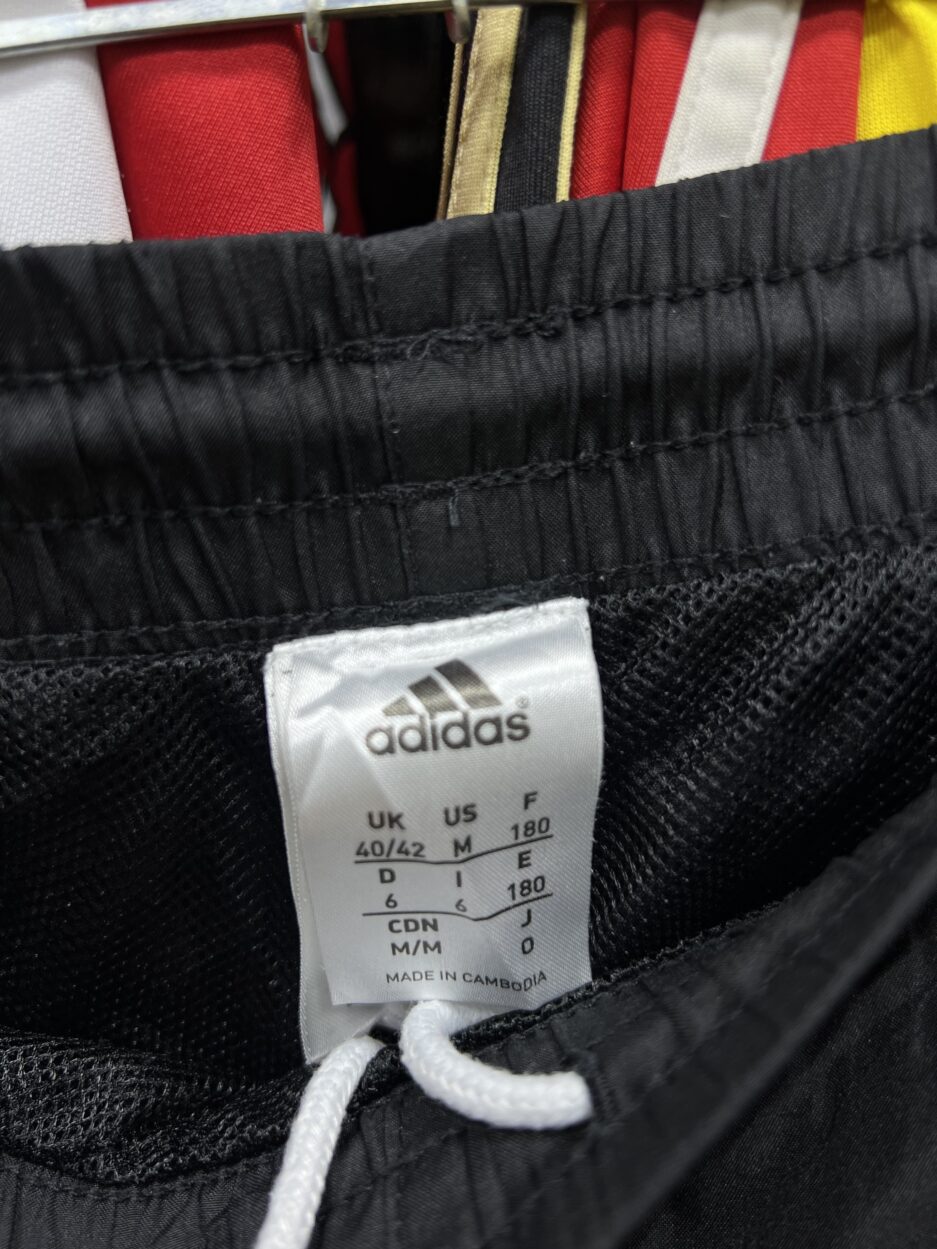 adidas®
UK US F
40/42 M 180
D I E
6 6 180
CDN J
M/M O
MADE IN CAMBODIA